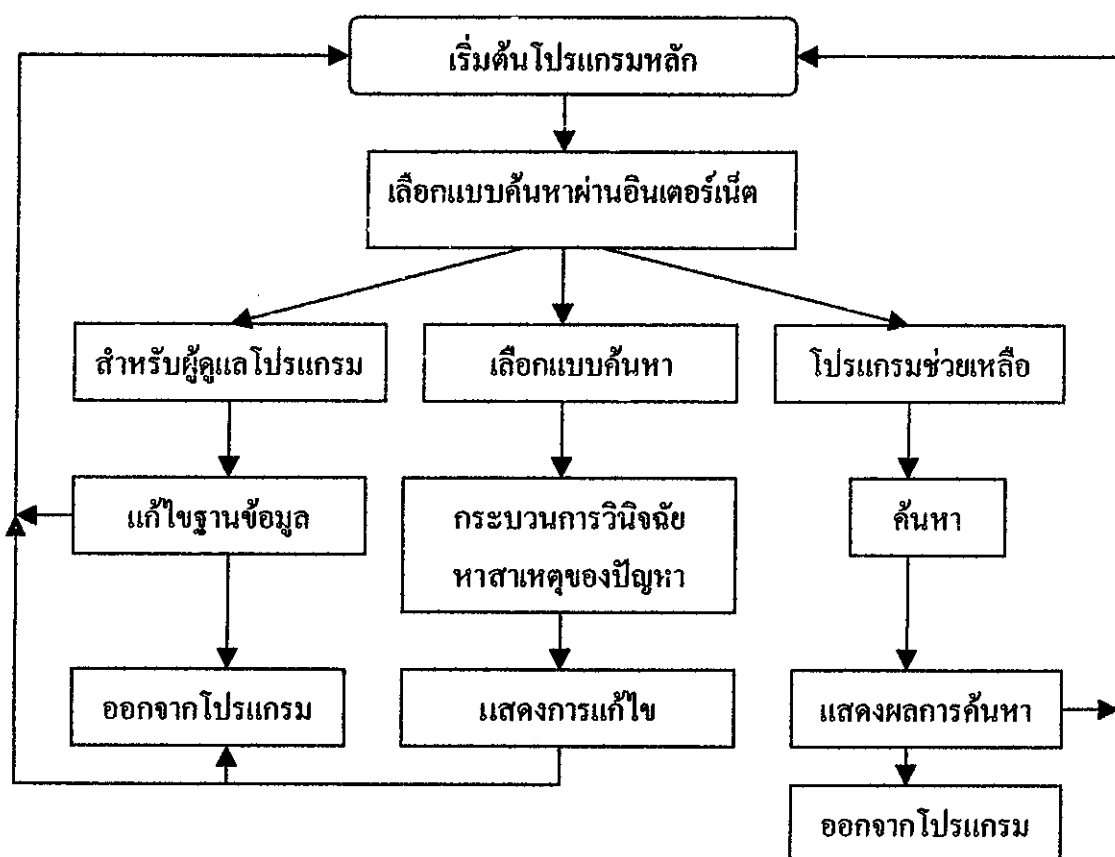 เริ่มต้นโปรแกรมหลัก
เลือกแบบค้นหาผ่านอินเตอร์เน็ต
สำหรับผู้ดูแลโปรแกรม
เลือกแบบค้นหา
โปรแกรมช่วยเหลือ
แก้ไขฐานข้อมูล
กระบวนการวินิจฉัย
หาสาเหตุของปัญหา
ค้นหา
ออกจากโปรแกรม
แสดงการแก้ไข
แสดงผลการค้นหา
ออกจากโปรแกรม